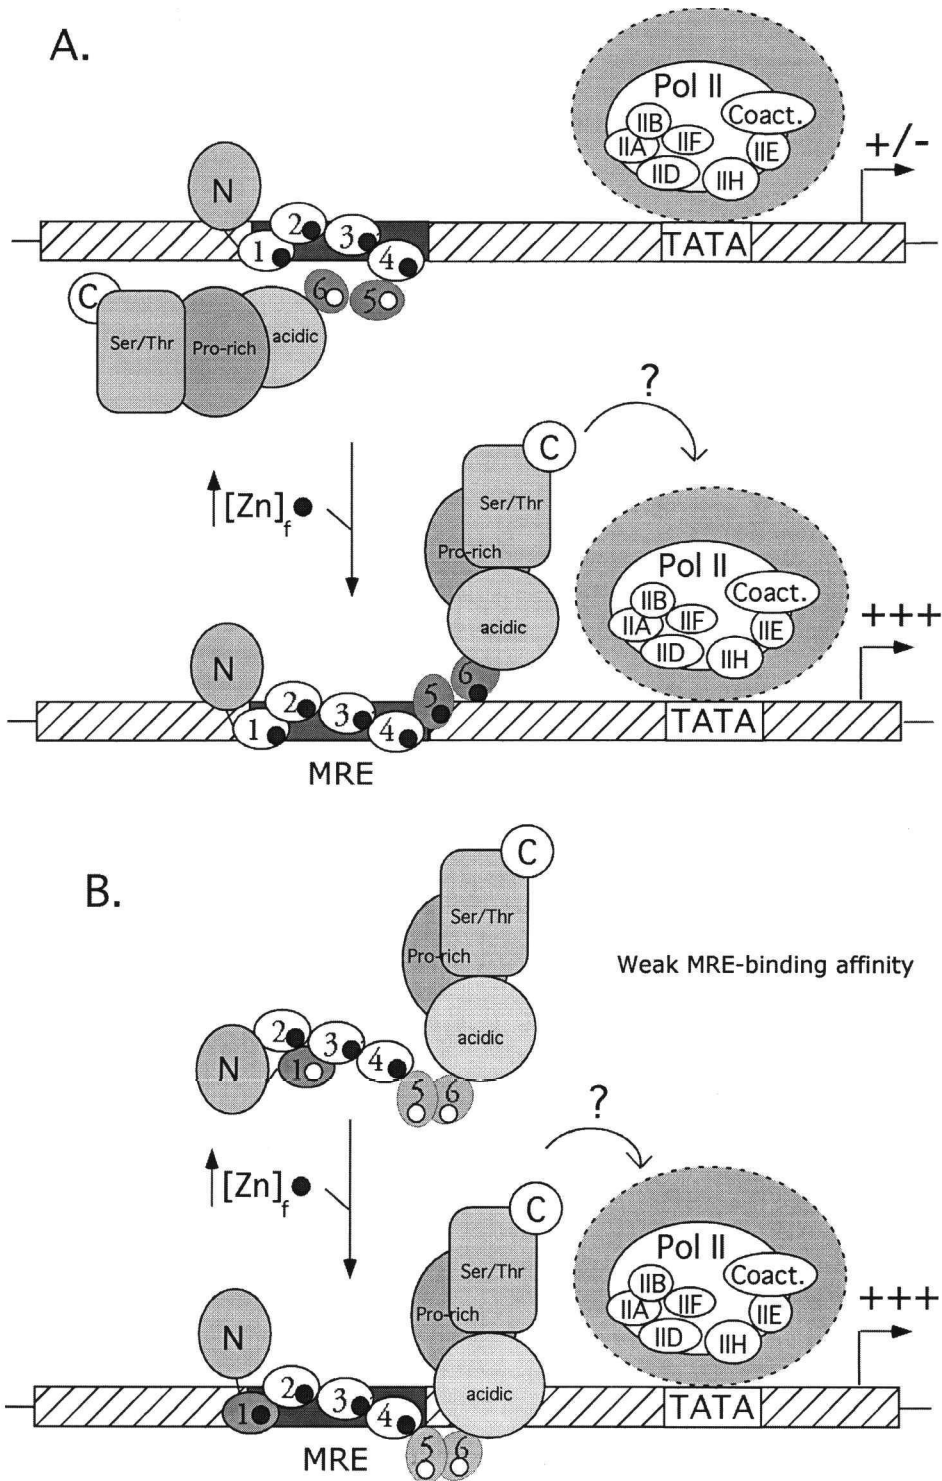 A.
Pol II
Coact.
IIB
IIA
IIF
IIE
IID
IIH
+/-
N
2
3
1
4
TATA
C
6
5
Ser/Thr
Pro-rich
acidic
?
C
[Zn]f
Ser/Thr
Pro-rich
Pol II
Coact.
IIB
IIA
IIF
IIE
IID
IIH
+++
acidic
N
6
5
2
3
1
4
TATA
MRE
C
B.
Ser/Thr
Pro-rich
Weak MRE-binding affinity
acidic
2
3
N
1
4
5
6
?
[Zn]f
C
Ser/Thr
Pro-rich
Pol II
Coact.
IIB
IIA
IIF
IIE
IID
IIH
+++
N
acidic
2
3
1
4
TATA
MRE
5
6